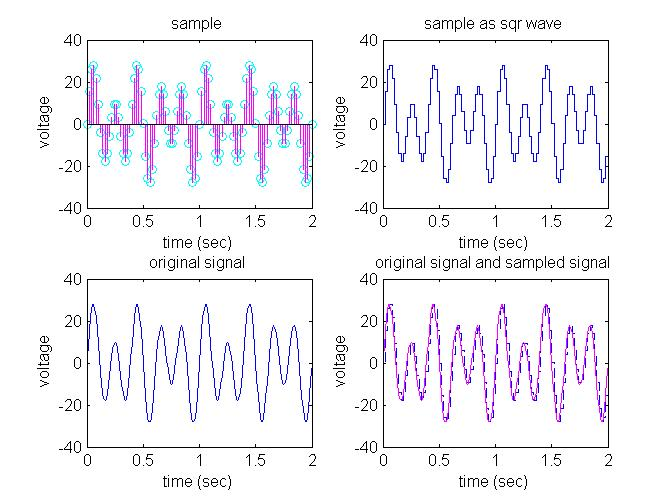 sample
sample as sqr wave
40
20
0
-20
-40
voltage
0 0.5 1 1.5 2
time (sec)
40
20
0
-20
-40
voltage
0 0.5 1 1.5 2
time (sec)
original signal
original signal and sampled signal
40
20
0
-20
-40
voltage
0 0.5 1 1.5 2
time (sec)
40
20
0
-20
-40
voltage
0 0.5 1 1.5 2
time (sec)